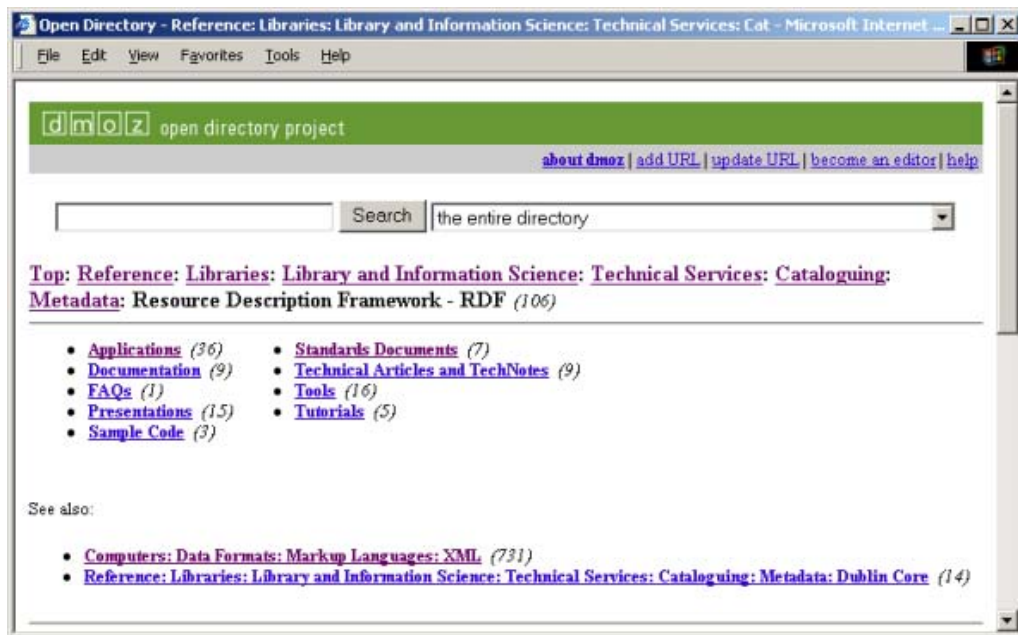 Open Directory - Reference: Libraries: Library and Information Science: Technical Services: Cat - Microsoft Internet ...
File Edit View Favorites Tools Help
dmoz open directory project
about dmoz | add URL | update URL | become an editor | help
Search the entire directory
Top: Reference: Libraries: Library and Information Science: Technical Services: Cataloguing:
Metadata: Resource Description Framework - RDF (106)
Applications (36) Standards Documents (7)
Documentation (9) Technical Articles and TechNotes (9)
FAQs (1) Tools (16)
Presentations (15) Tutorials (5)
Sample Code (3)
See also:
Computers: Data Formats: Markup Languages: XML (731)
Reference: Libraries: Library and Information Science: Technical Services: Cataloguing: Metadata: Dublin Core (14)